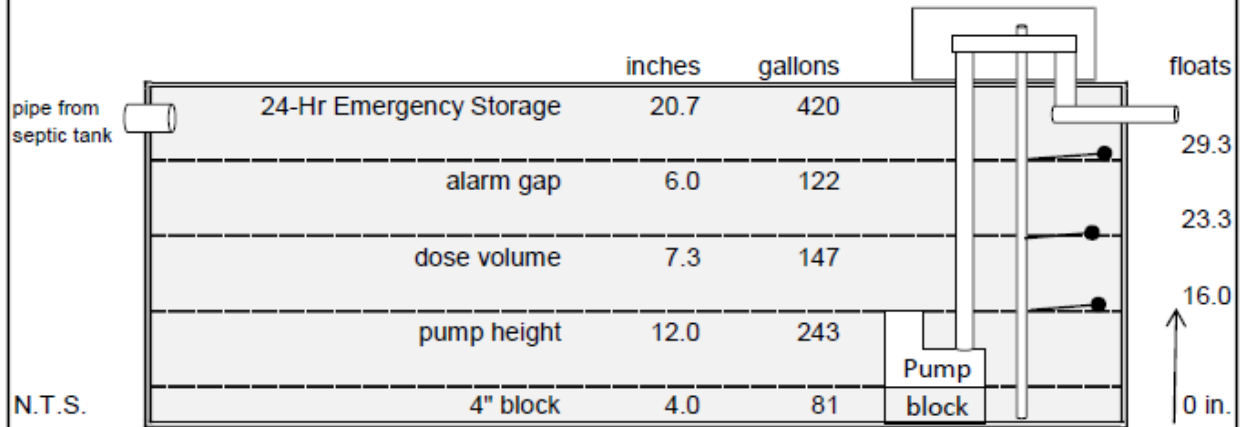 inches gallons floats
pipe from
septic tank
24-Hr Emergency Storage 20.7 420
29.3
alarm gap 6.0 122
23.3
dose volume 7.3 147
16.0
pump height 12.0 243
Pump
N.T.S. 4" block 4.0 81 block 0 in.